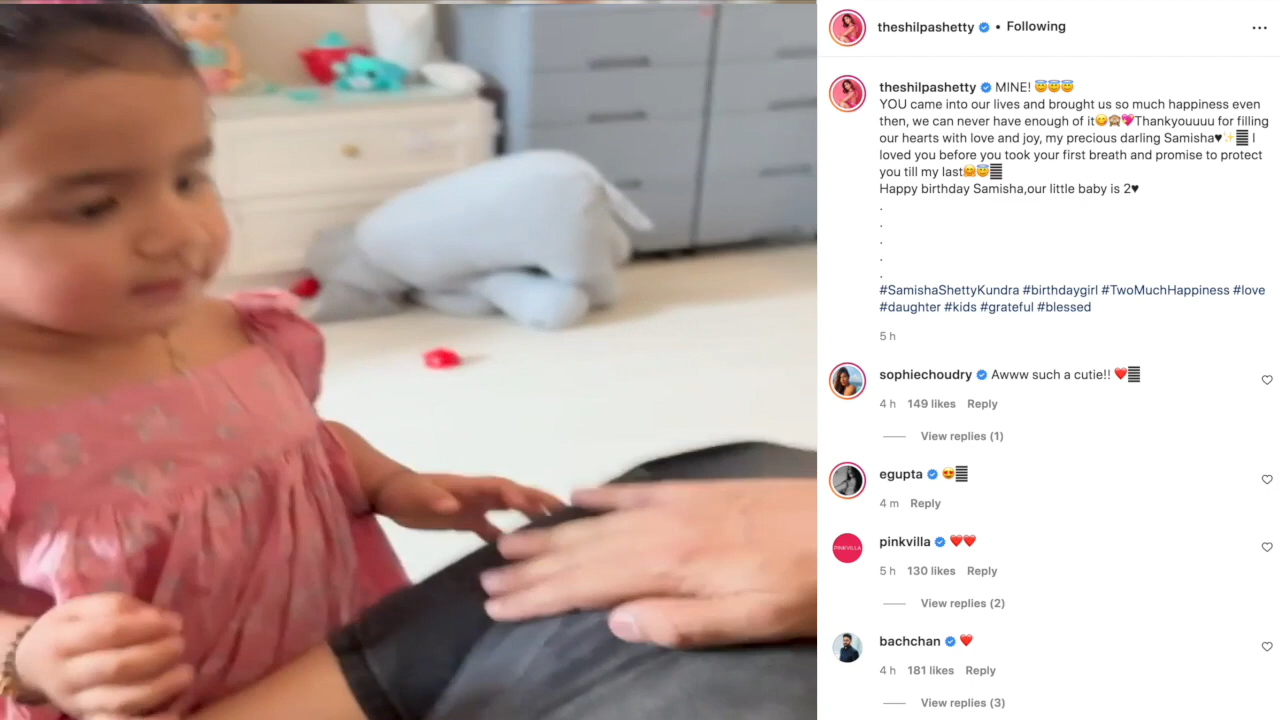 theshilpashetty • Following
theshilpashetty MINE! 😇😇😇
YOU came into our lives and brought us so much happiness even
then, we can never have enough of it😋🙈💖Thankyouuuu for filling
our hearts with love and joy, my precious darling Samisha♥✨ I
loved you before you took your first breath and promise to protect
you till my last🤗😇
Happy birthday Samisha,our little baby is 2♥
.
.
.
.
.
#SamishaShettyKundra #birthdaygirl #TwoMuchHappiness #love
#daughter #kids #grateful #blessed
5 h
sophiechoudry Awww such a cutie!! ❤️
4 h 149 likes Reply
View replies (1)
egupta 😍
4 m Reply
PINKVILLA
pinkvilla ❤️❤️
5 h 130 likes Reply
View replies (2)
bachchan ❤️
4 h 181 likes Reply
View replies (3)